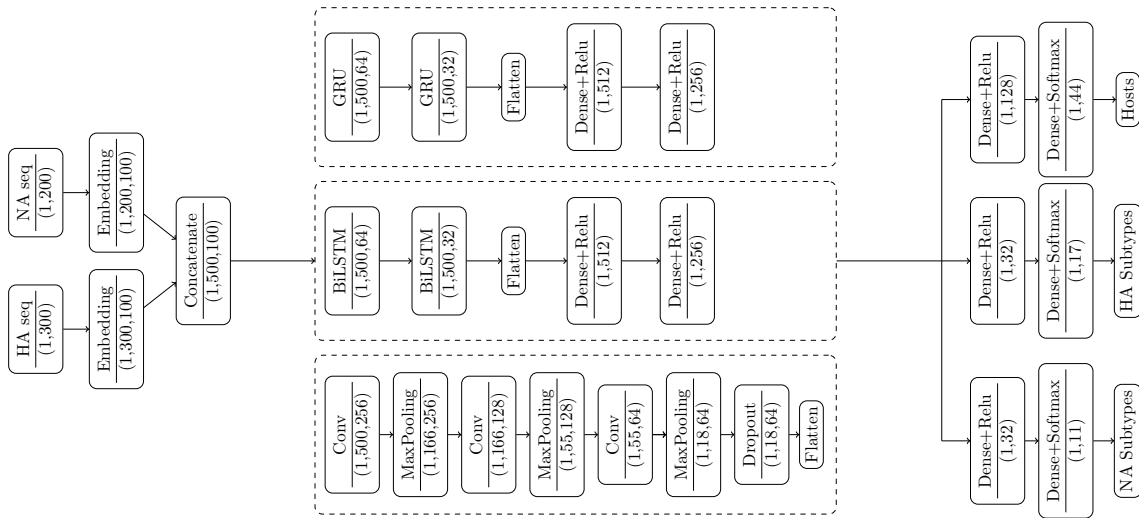 HA seq
(1,300)
NA seq
(1,200)
Embedding
(1,300,100)
Embedding
(1,200,100)
Concatenate
(1,500,100)
Conv
(1,500,256)
MaxPooling
(1,166,256)
Conv
(1,166,128)
MaxPooling
(1,55,128)
Conv
(1,55,64)
MaxPooling
(1,18,64)
Dropout
(1,18,64)
Flatten
BiLSTM
(1,500,64)
BiLSTM
(1,500,32)
Flatten
Dense+Relu
(1,512)
Dense+Relu
(1,256)
GRU
(1,500,64)
GRU
(1,500,32)
Flatten
Dense+Relu
(1,512)
Dense+Relu
(1,256)
Dense+Relu
(1,32)
Dense+Softmax
(1,11)
NA Subtypes
Dense+Relu
(1,32)
Dense+Softmax
(1,17)
HA Subtypes
Dense+Relu
(1,128)
Dense+Softmax
(1,44)
Hosts